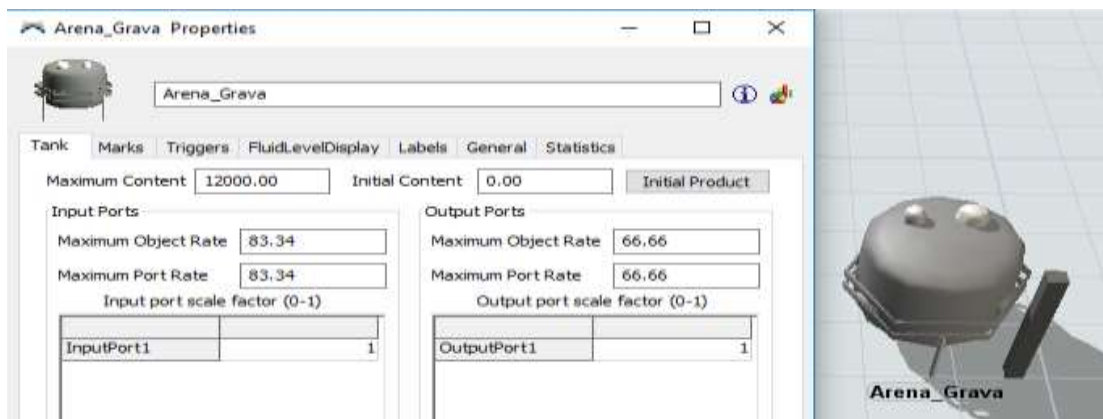 Arena_Grava Properties
Arena_Grava
Tank Marks Triggers FluidLevelDisplay Labels General Statistics
Maximum Content 12000.00 Initial Content 0.00 Initial Product
Input Ports Output Ports
Maximum Object Rate 83.34 Maximum Object Rate 66.66
Maximum Port Rate 83.34 Maximum Port Rate 66.66
Input port scale factor (0-1) Output port scale factor (0-1)
InputPort1 1 OutputPort1 1
Arena_Grava